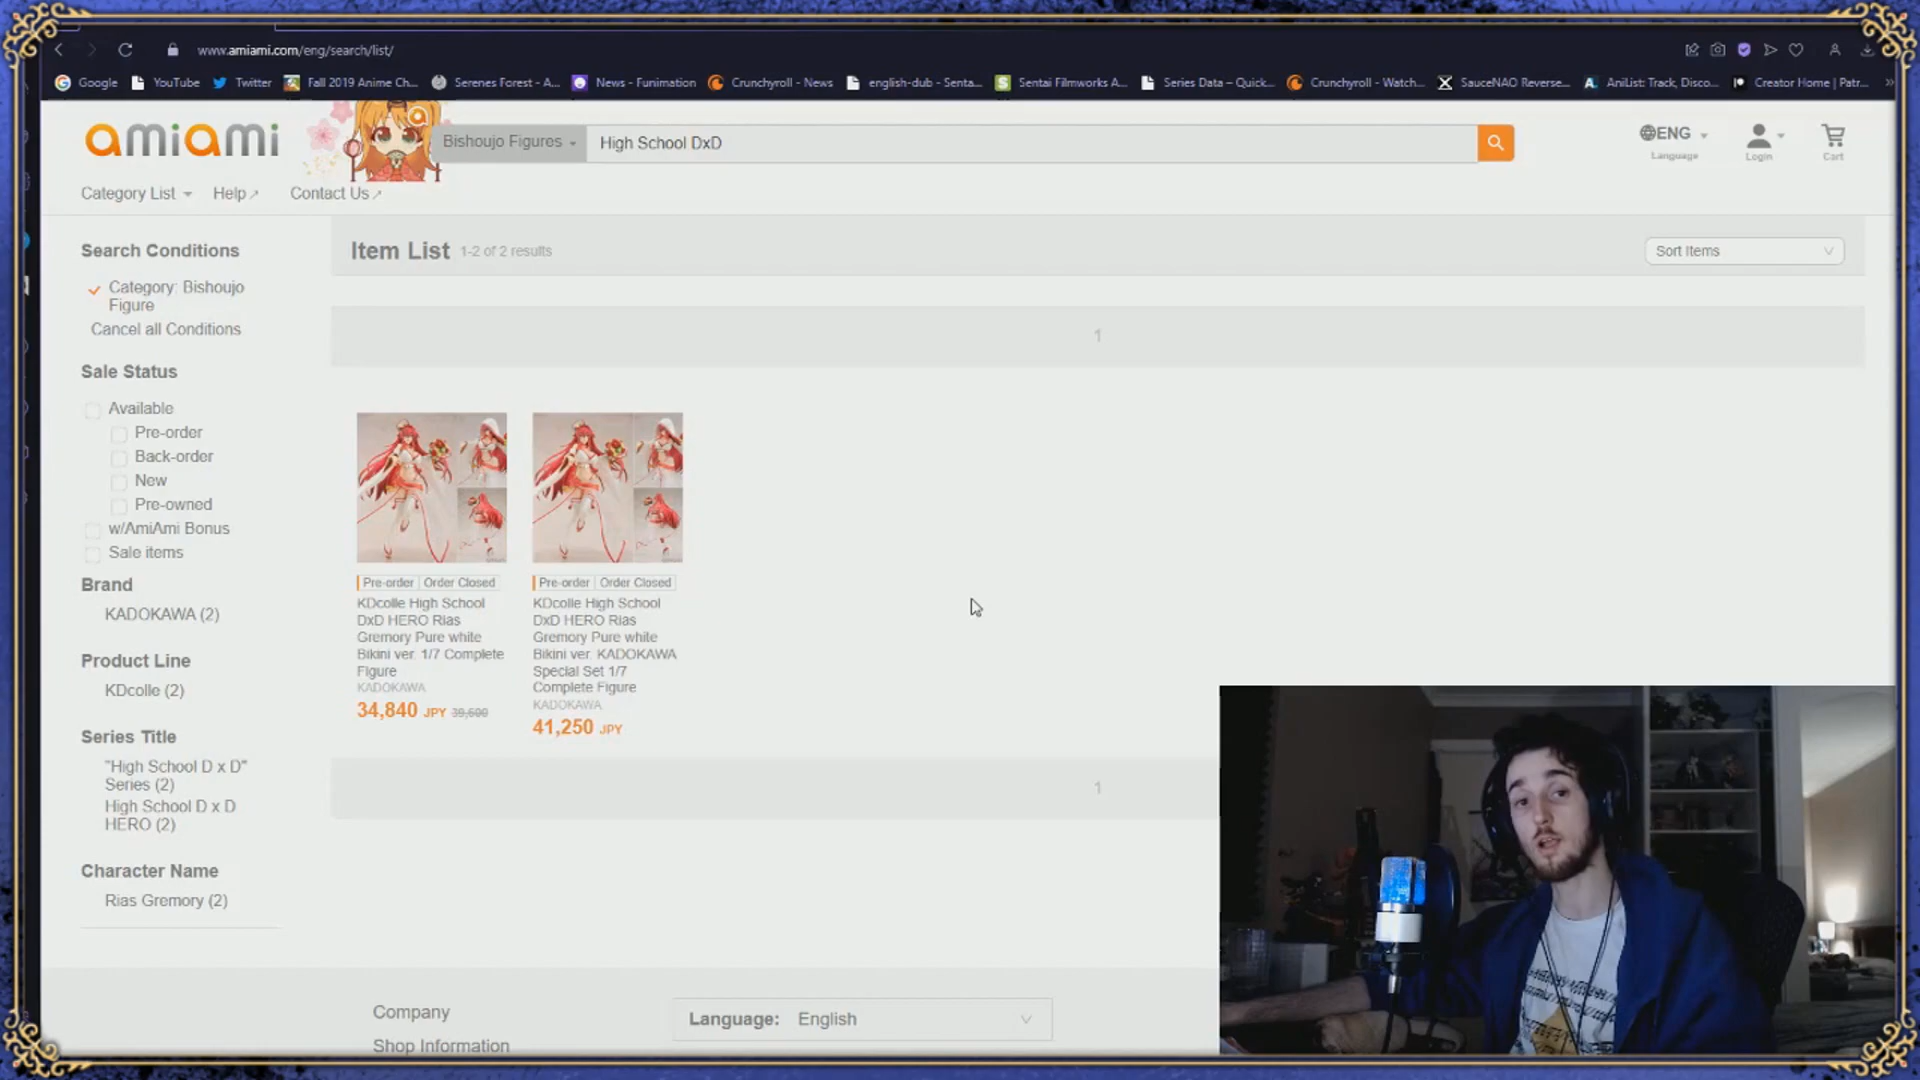 www.amiami.com/eng/search/list/
Google YouTube Twitter Fall 2019 Anime Ch... Serenes Forest - A... News - Funimation Crunchyroll - News english-dub - Senta... Sentai Filmworks A... Series Data – Quick... Crunchyroll - Watch... SauceNAO Reverse... AniList: Track, Disco... Creator Home | Patr... »
amiami
Bishoujo Figures
High School DxD
ENG
Language
Login
Cart
Category List Help Contact Us
Search Conditions
Category: Bishoujo
Figure
Cancel all Conditions
Sale Status
Available
Pre-order
Back-order
New
Pre-owned
w/AmiAmi Bonus
Sale items
Brand
KADOKAWA (2)
Product Line
KDcolle (2)
Series Title
"High School D x D"
Series (2)
High School D x D
HERO (2)
Character Name
Rias Gremory (2)
Item List 1-2 of 2 results
Sort Items
1
Pre-order Order Closed
KDcolle High School
DxD HERO Rias
Gremory Pure white
Bikini ver. 1/7 Complete
Figure
KADOKAWA
34,840 JPY 39,600
Pre-order Order Closed
KDcolle High School
DxD HERO Rias
Gremory Pure white
Bikini ver. KADOKAWA
Special Set 1/7
Complete Figure
KADOKAWA
41,250 JPY
1
Company
Shop Information
Language: English